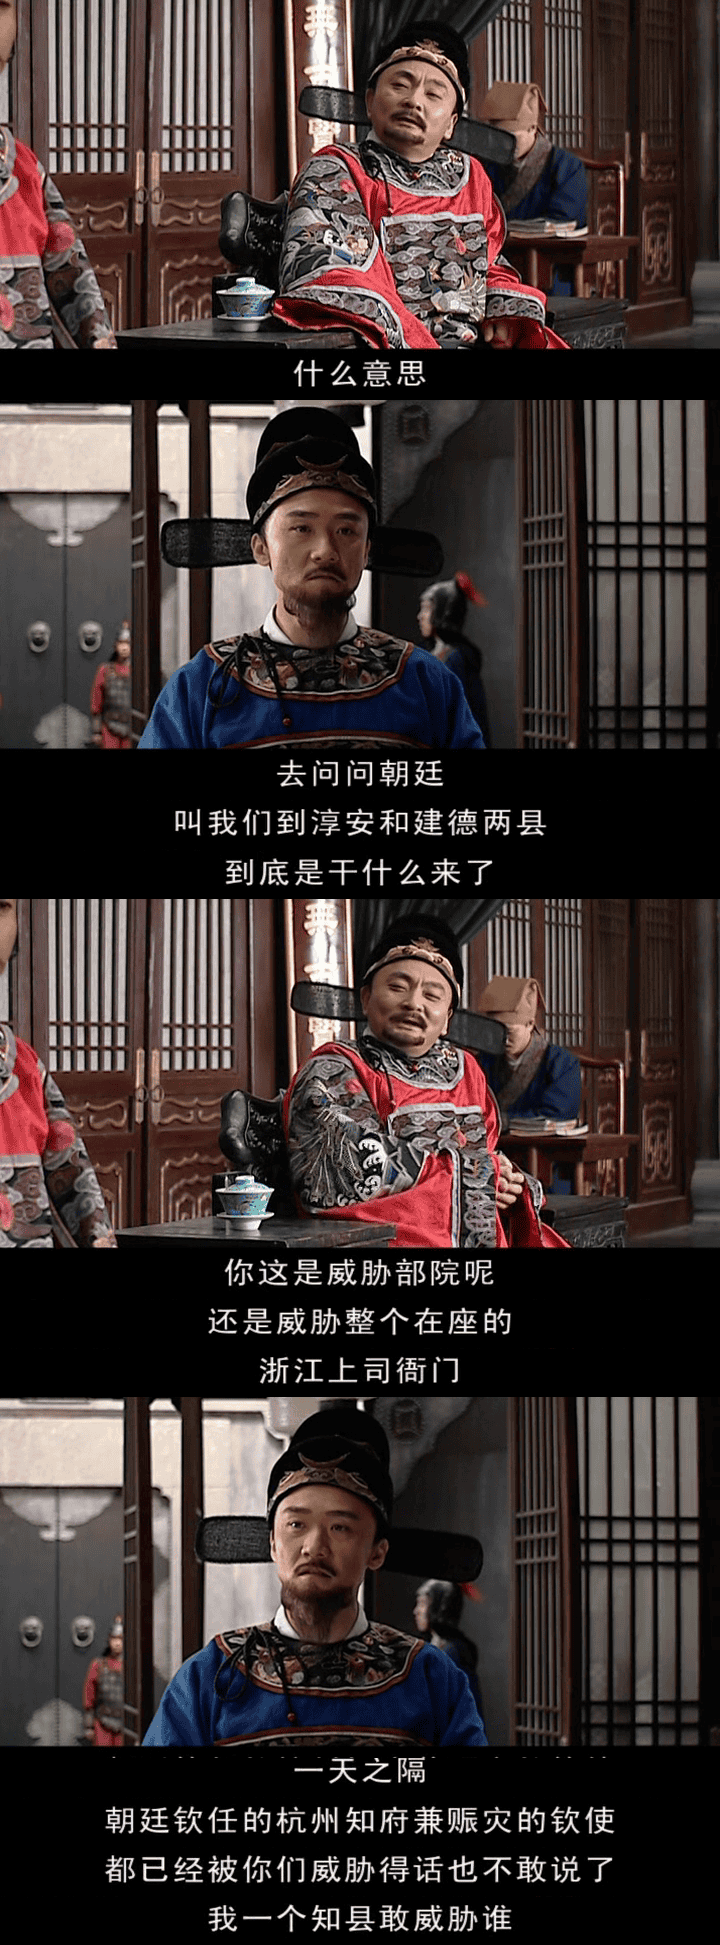 什么意思
去问问朝廷
叫我们到淳安和建德两县
到底是干什么来了
你这是威胁部院呢
还是威胁整个在座的
浙江上司衙门
一天之隔
朝廷钦任的杭州知府兼赈灾的钦使
都已经被你们威胁得话也不敢说了
我一个知县敢威胁谁